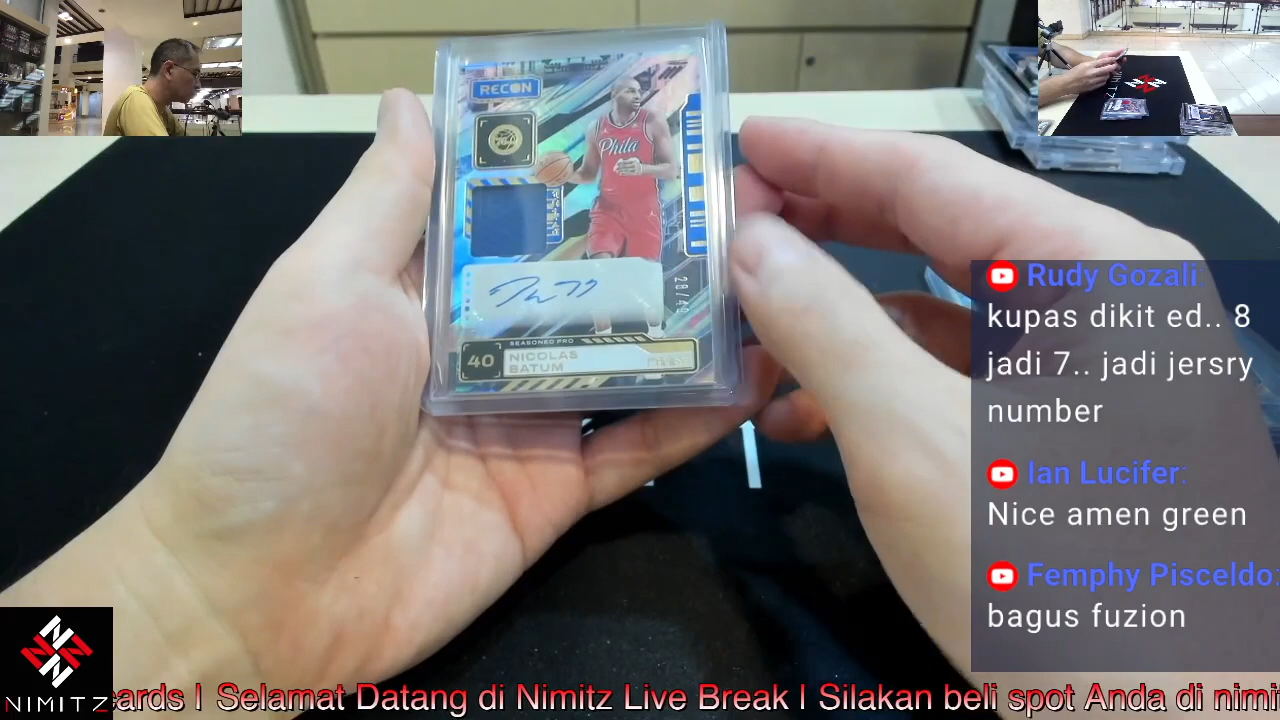 RECON
Phila
28/49
SEASONED PRO
40
NICOLAS
BATUM
Rudy Gozali
kupas dikit ed.. 8
jadi 7.. jadi jersry
number
Ian Lucifer:
Nice amen green
Femphy Pisceldo:
bagus fuzion
NIMITZ
cards | Selamat Datang di Nimitz Live Break | Silakan beli spot Anda di nimi